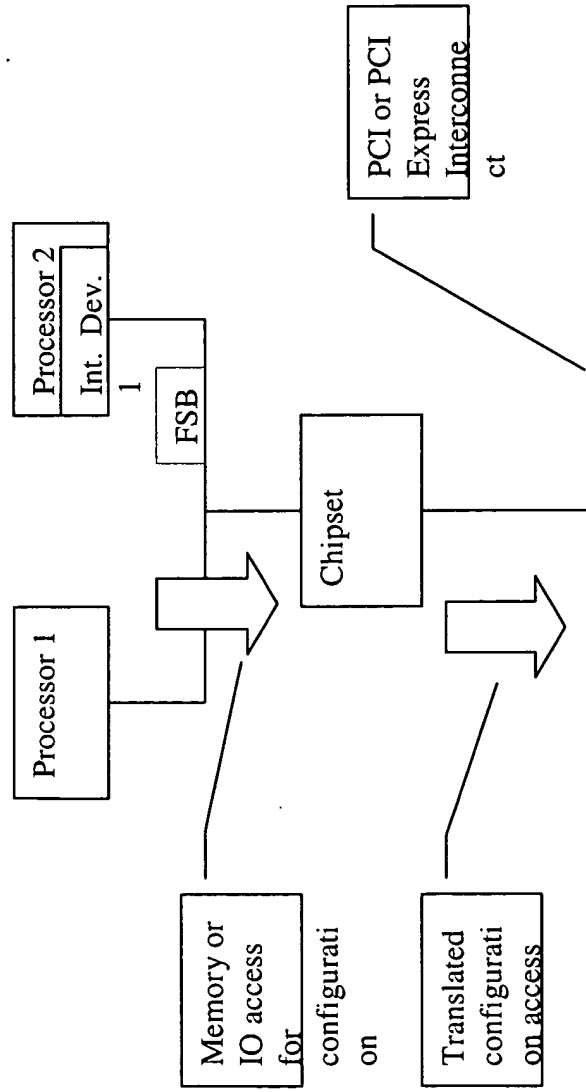 Processor 1
Processor 2
Int. Dev.
1
FSB
Memory or
IO access
for
configurati
on
Chipset
PCI or PCI
Express
Interconne
ct
Translated
configurati
on access